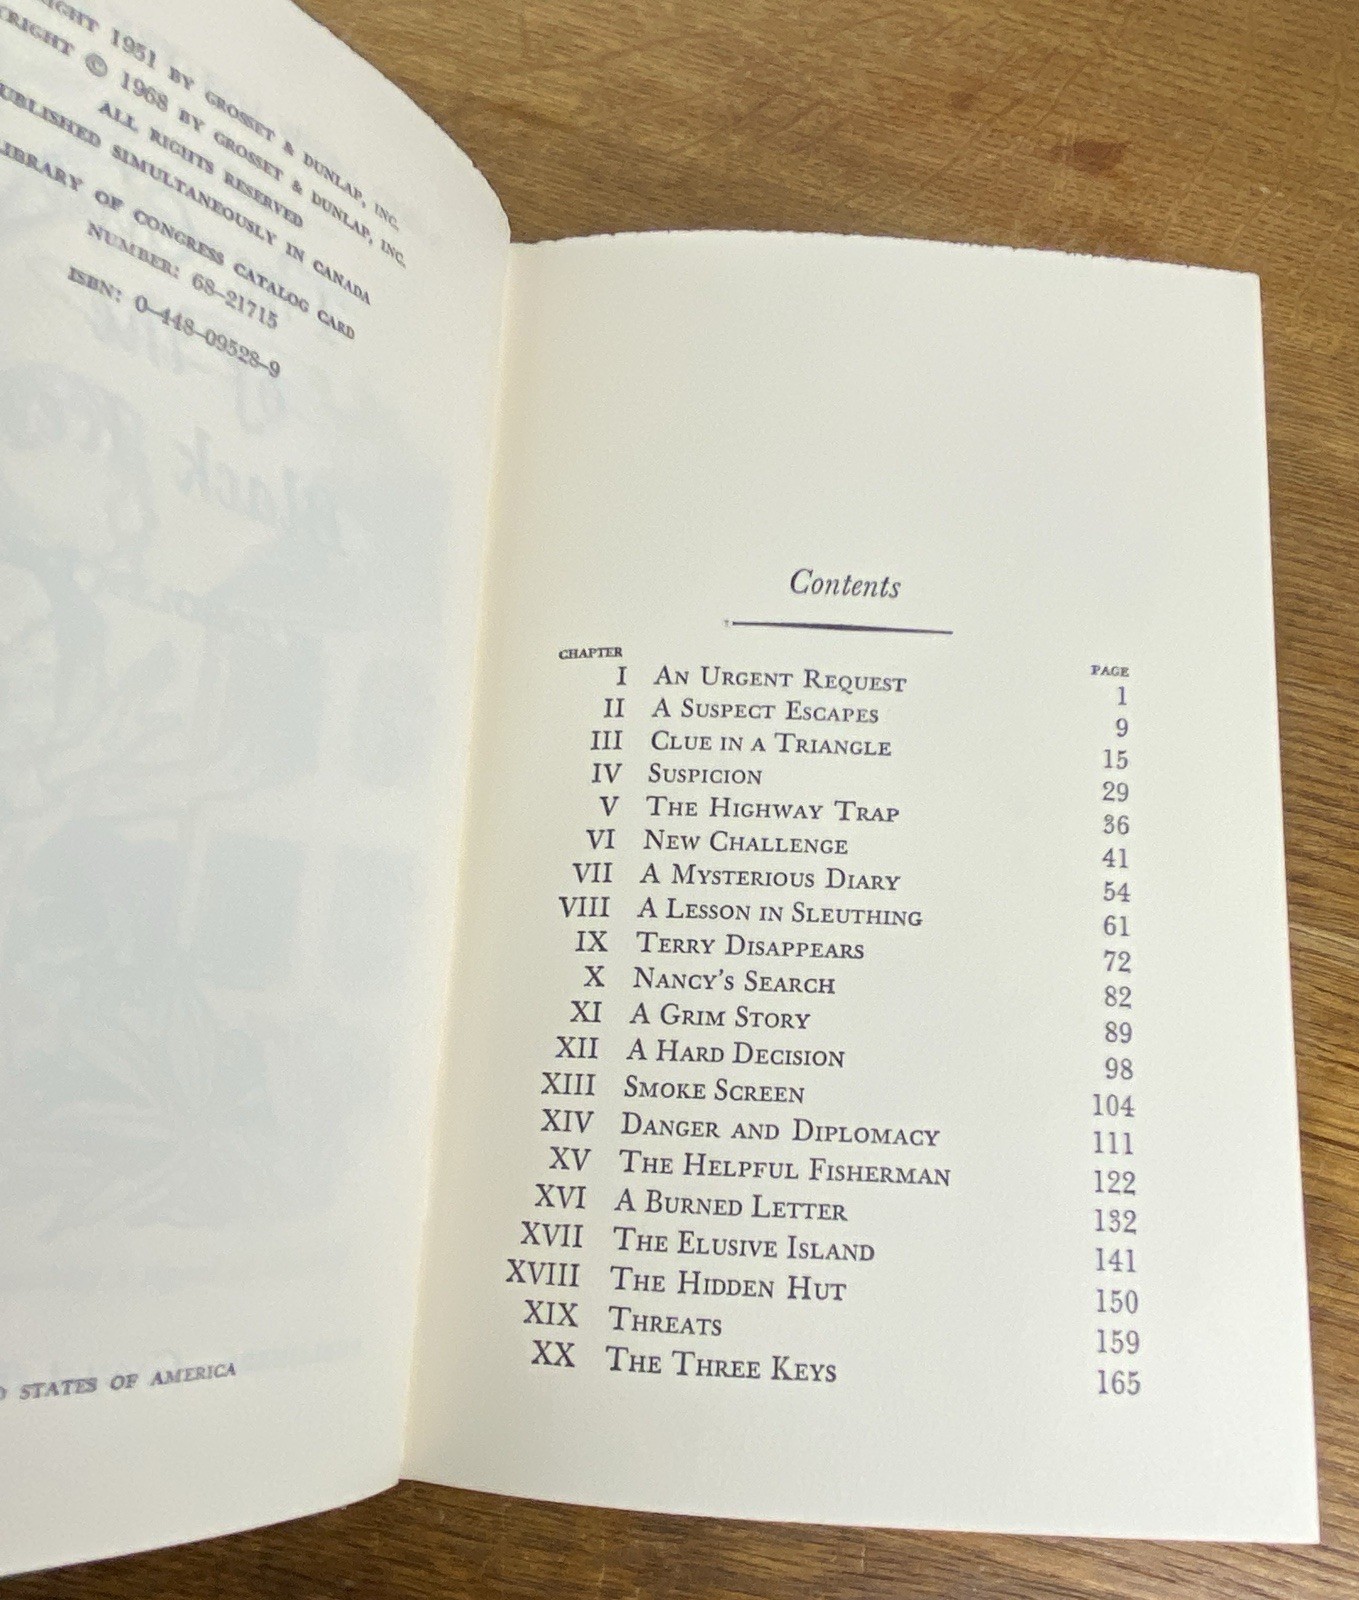 RIGHT 1951 BY GROSSET & DUNLAP, INC.
YRIGHT © 1968 BY GROSSET & DUNLAP, INC.
ALL RIGHTS RESERVED
UBLISHED SIMULTANEOUSLY IN CANADA
LIBRARY OF CONGRESS CATALOG CARD
NUMBER: 68-21715
ISBN: 0-448-09528-9
STATES OF AMERICA
Contents
CHAPTER PAGE
I AN URGENT REQUEST 1
II A SUSPECT ESCAPES 9
III CLUE IN A TRIANGLE 15
IV SUSPICION 29
V THE HIGHWAY TRAP 36
VI NEW CHALLENGE 41
VII A MYSTERIOUS DIARY 54
VIII A LESSON IN SLEUTHING 61
IX TERRY DISAPPEARS 72
X NANCY'S SEARCH 82
XI A GRIM STORY 89
XII A HARD DECISION 98
XIII SMOKE SCREEN 104
XIV DANGER AND DIPLOMACY 111
XV THE HELPFUL FISHERMAN 122
XVI A BURNED LETTER 132
XVII THE ELUSIVE ISLAND 141
XVIII THE HIDDEN HUT 150
XIX THREATS 159
XX THE THREE KEYS 165